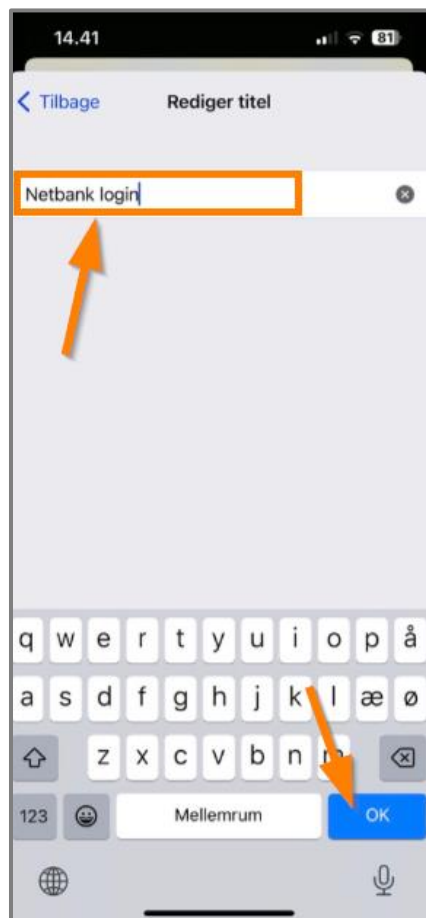 14.41
81
Tilbage
Rediger titel
Netbank login
q w e r t y u i o p å
a s d f g h j k l æ ø
z x c v b n m
123
Mellemrum
OK